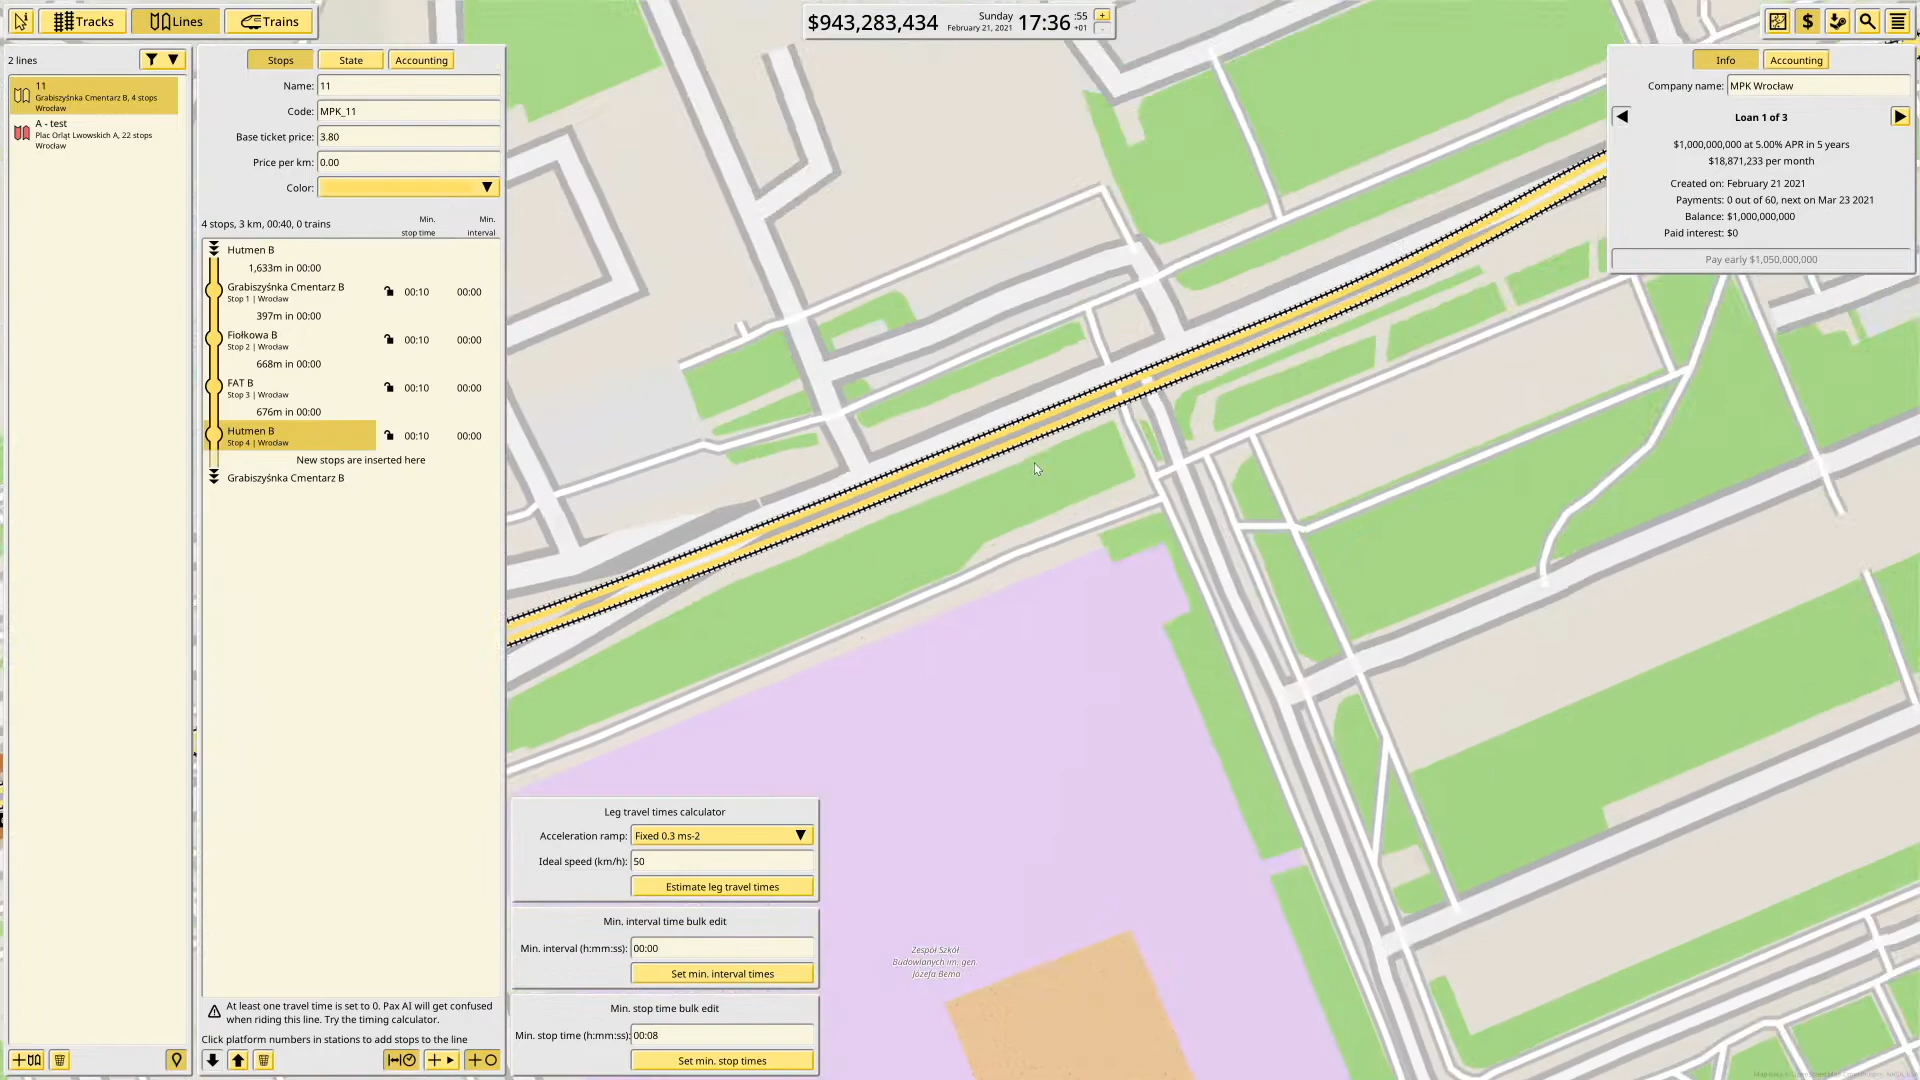 Tracks
Lines
Trains
$943,283,434
Sunday
February 21, 2021
17:36
:55
+01
+
-
$
2 lines
11
Grabiszyśnka Cmentarz B, 4 stops
Wrocław
A - test
Plac Orląt Lwowskich A, 22 stops
Wrocław
Stops
State
Accounting
Name: 11
Code: MPK_11
Base ticket price: 3.80
Price per km: 0.00
Color:
4 stops, 3 km, 00:40, 0 trains
Min.
stop time
Min.
interval
Hutmen B
1,633m in 00:00
Grabiszyśnka Cmentarz B
Stop 1 | Wrocław
00:10
00:00
397m in 00:00
Fiołkowa B
Stop 2 | Wrocław
00:10
00:00
668m in 00:00
FAT B
Stop 3 | Wrocław
00:10
00:00
676m in 00:00
Hutmen B
Stop 4 | Wrocław
00:10
00:00
New stops are inserted here
Grabiszyśnka Cmentarz B
At least one travel time is set to 0. Pax AI will get confused
when riding this line. Try the timing calculator.
Click platform numbers in stations to add stops to the line
Leg travel times calculator
Acceleration ramp: Fixed 0.3 ms-2
Ideal speed (km/h): 50
Estimate leg travel times
Min. interval time bulk edit
Min. interval (h:mm:ss): 00:00
Set min. interval times
Min. stop time bulk edit
Min. stop time (h:mm:ss): 00:08
Set min. stop times
Zespół Szkół
Budowlanych im. gen.
Józefa Bema
Info
Accounting
Company name: MPK Wrocław
Loan 1 of 3
$1,000,000,000 at 5.00% APR in 5 years
$18,871,233 per month
Created on: February 21 2021
Payments: 0 out of 60, next on Mar 23 2021
Balance: $1,000,000,000
Paid interest: $0
Pay early $1,050,000,000